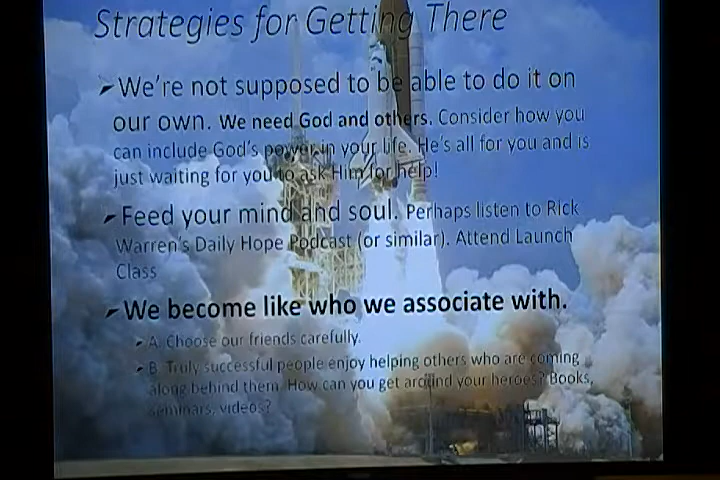 Strategies for Getting There
We're not supposed to be able to do it on
our own. We need God and others. Consider how you
can include God's power in your life. He's all for you and is
just waiting for you to ask Him for help!
Feed your mind and soul. Perhaps listen to Rick
Warren's Daily Hope Podcast (or similar). Attend Launch
Class
We become like who we associate with.
A. Choose our friends carefully.
B. Truly successful people enjoy helping others who are coming
along behind them. How can you get around your heroes? Books,
seminars, videos?